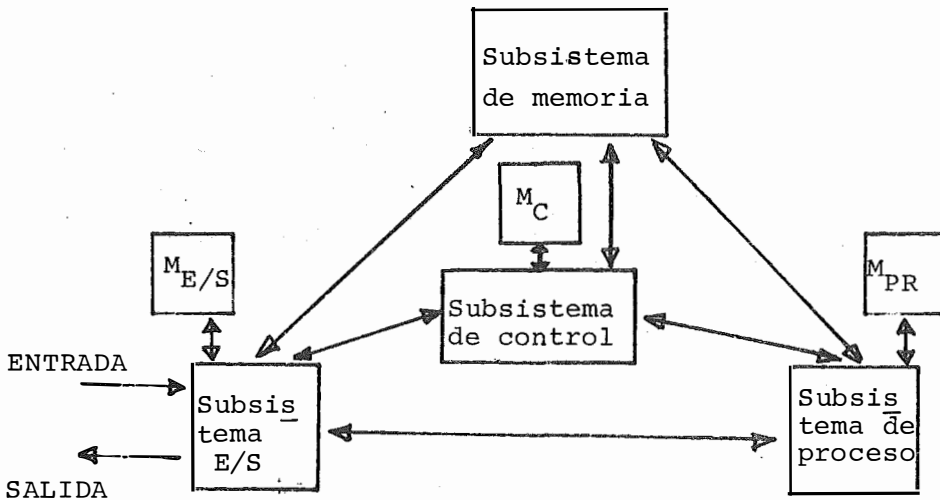 Subsistema
de memoria
M_C
M_E/S
M_PR
Subsistema
de control
ENTRADA
Subsis
tema
E/S
Subsis
tema de
proceso
SALIDA